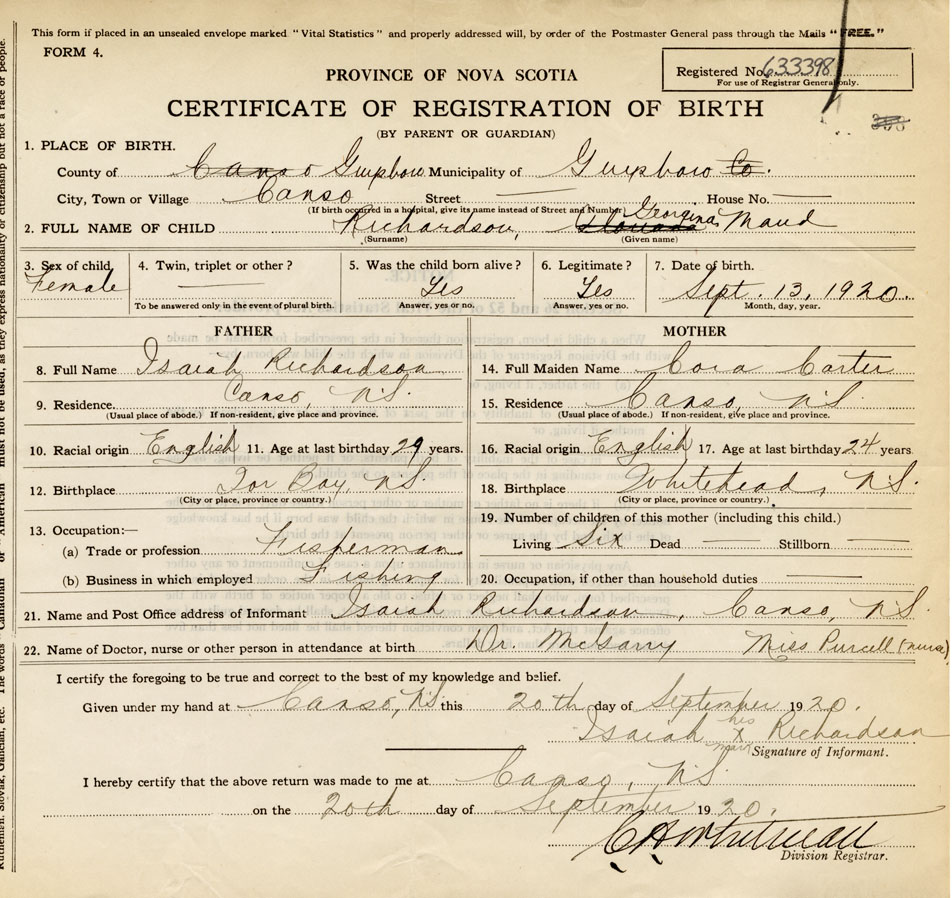 This form if placed in an unsealed envelope marked "Vital Statistics" and properly addressed will, by order of the Postmaster General pass through the Mails "FREE."
FORM 4.
PROVINCE OF NOVA SCOTIA
Registered No. 633398
For use of Registrar General only.
CERTIFICATE OF REGISTRATION OF BIRTH
(BY PARENT OR GUARDIAN)
1. PLACE OF BIRTH.
County of Canso Guysboro Municipality of Guysboro Co.
City, Town or Village Canso Street — House No. —
(If birth occurred in a hospital, give its name instead of Street and Number)
2. FULL NAME OF CHILD Richardson, Georgina Maud
(Surname) (Given name)
3. Sex of child 4. Twin, triplet or other? 5. Was the child born alive? 6. Legitimate? 7. Date of birth.
Female — Yes Yes Sept. 13, 1920.
To be answered only in the event of plural birth. Answer, yes or no. Answer, yes or no. Month, day, year.
FATHER
8. Full Name Isaiah Richardson
9. Residence. Canso, N.S.
(Usual place of abode.) If non-resident, give place and province.
10. Racial origin English 11. Age at last birthday 29 years.
12. Birthplace Tor Bay, N.S.
(City or place, province or country.)
13. Occupation:—
(a) Trade or profession Fisherman
(b) Business in which employed Fishing
MOTHER
14. Full Maiden Name Cora Carter
15. Residence Canso, N.S.
(Usual place of abode.) If non-resident, give place and province.
16. Racial origin English 17. Age at last birthday 24 years
18. Birthplace Whitehead, N.S.
(City or place, province or country.)
19. Number of children of this mother (including this child.)
Living Six Dead — Stillborn —
20. Occupation, if other than household duties —
21. Name and Post Office address of Informant Isaiah Richardson, Canso, N.S.
22. Name of Doctor, nurse or other person in attendance at birth Dr. McGarry Miss Purcell (nurse)
I certify the foregoing to be true and correct to the best of my knowledge and belief.
Given under my hand at Canso, N.S. this 20th day of September 1920.
Isaiah his X mark Richardson
Signature of Informant.
I hereby certify that the above return was made to me at Canso, N.S.
on the 20th day of September 1920.
C H Whitman
Division Registrar.